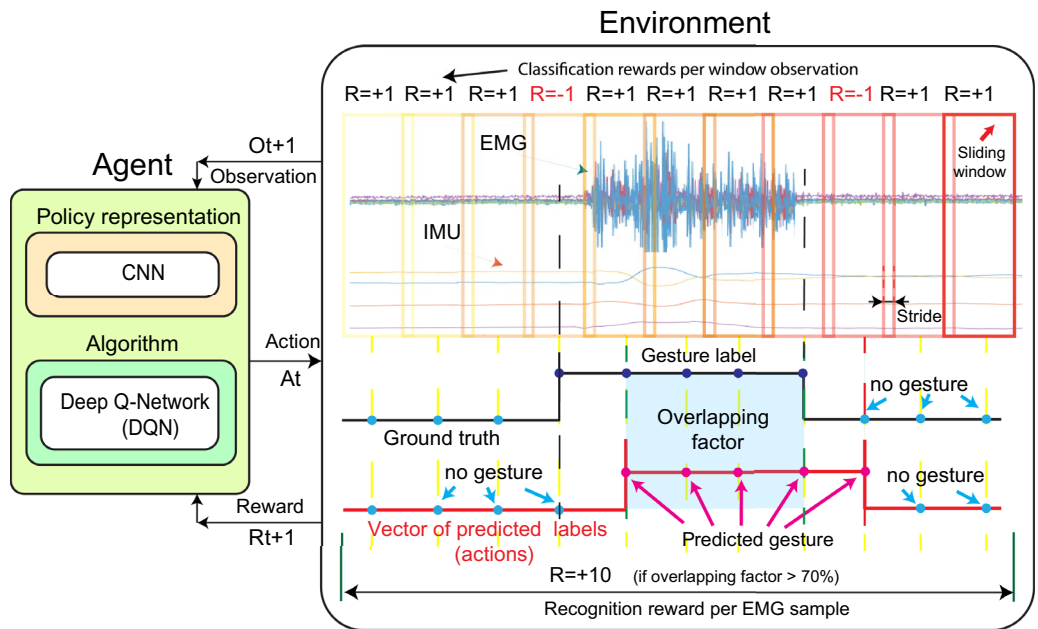 Environment
Classification rewards per window observation
R=+1 R=+1 R=+1 R=-1 R=+1 R=+1 R=+1 R=+1 R=-1 R=+1 R=+1
EMG
Sliding
window
IMU
Stride
Agent
Ot+1
Observation
Policy representation
CNN
Algorithm
Deep Q-Network
(DQN)
Action
At
Reward
Rt+1
Gesture label
no gesture
Ground truth
Overlapping
factor
no gesture
no gesture
Vector of predicted labels
(actions)
Predicted gesture
R=+10 (if overlapping factor > 70%)
Recognition reward per EMG sample